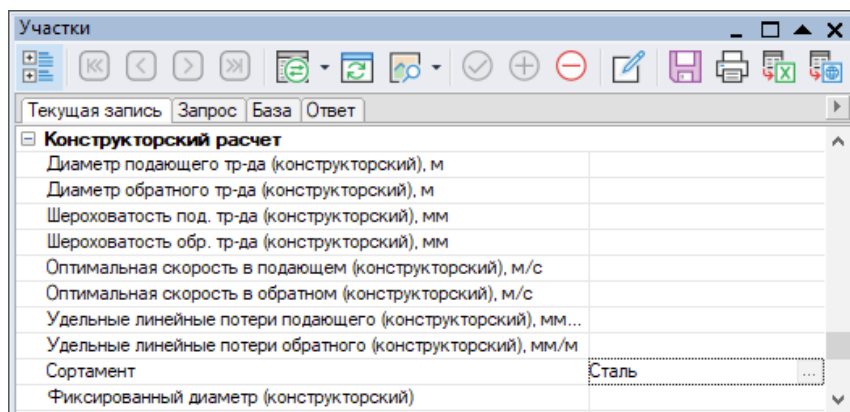 Участки
Текущая запись Запрос База Ответ
Конструкторский расчет
Диаметр подающего тр-да (конструкторский), м
Диаметр обратного тр-да (конструкторский), м
Шероховатость под. тр-да (конструкторский), мм
Шероховатость обр. тр-да (конструкторский), мм
Оптимальная скорость в подающем (конструкторский), м/с
Оптимальная скорость в обратном (конструкторский), м/с
Удельные линейные потери подающего (конструкторский), мм...
Удельные линейные потери обратного (конструкторский), мм/м
Сортамент Сталь ...
Фиксированный диаметр (конструкторский)